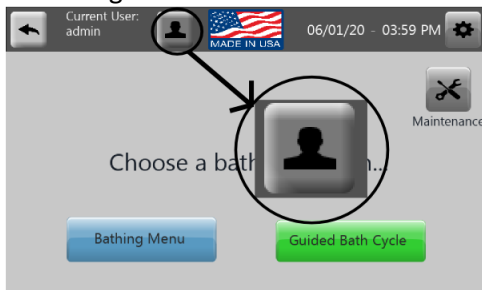 Current User:
admin
MADE IN USA
06/01/20 - 03:59 PM
Maintenance
Choose a bath
Bathing Menu
Guided Bath Cycle